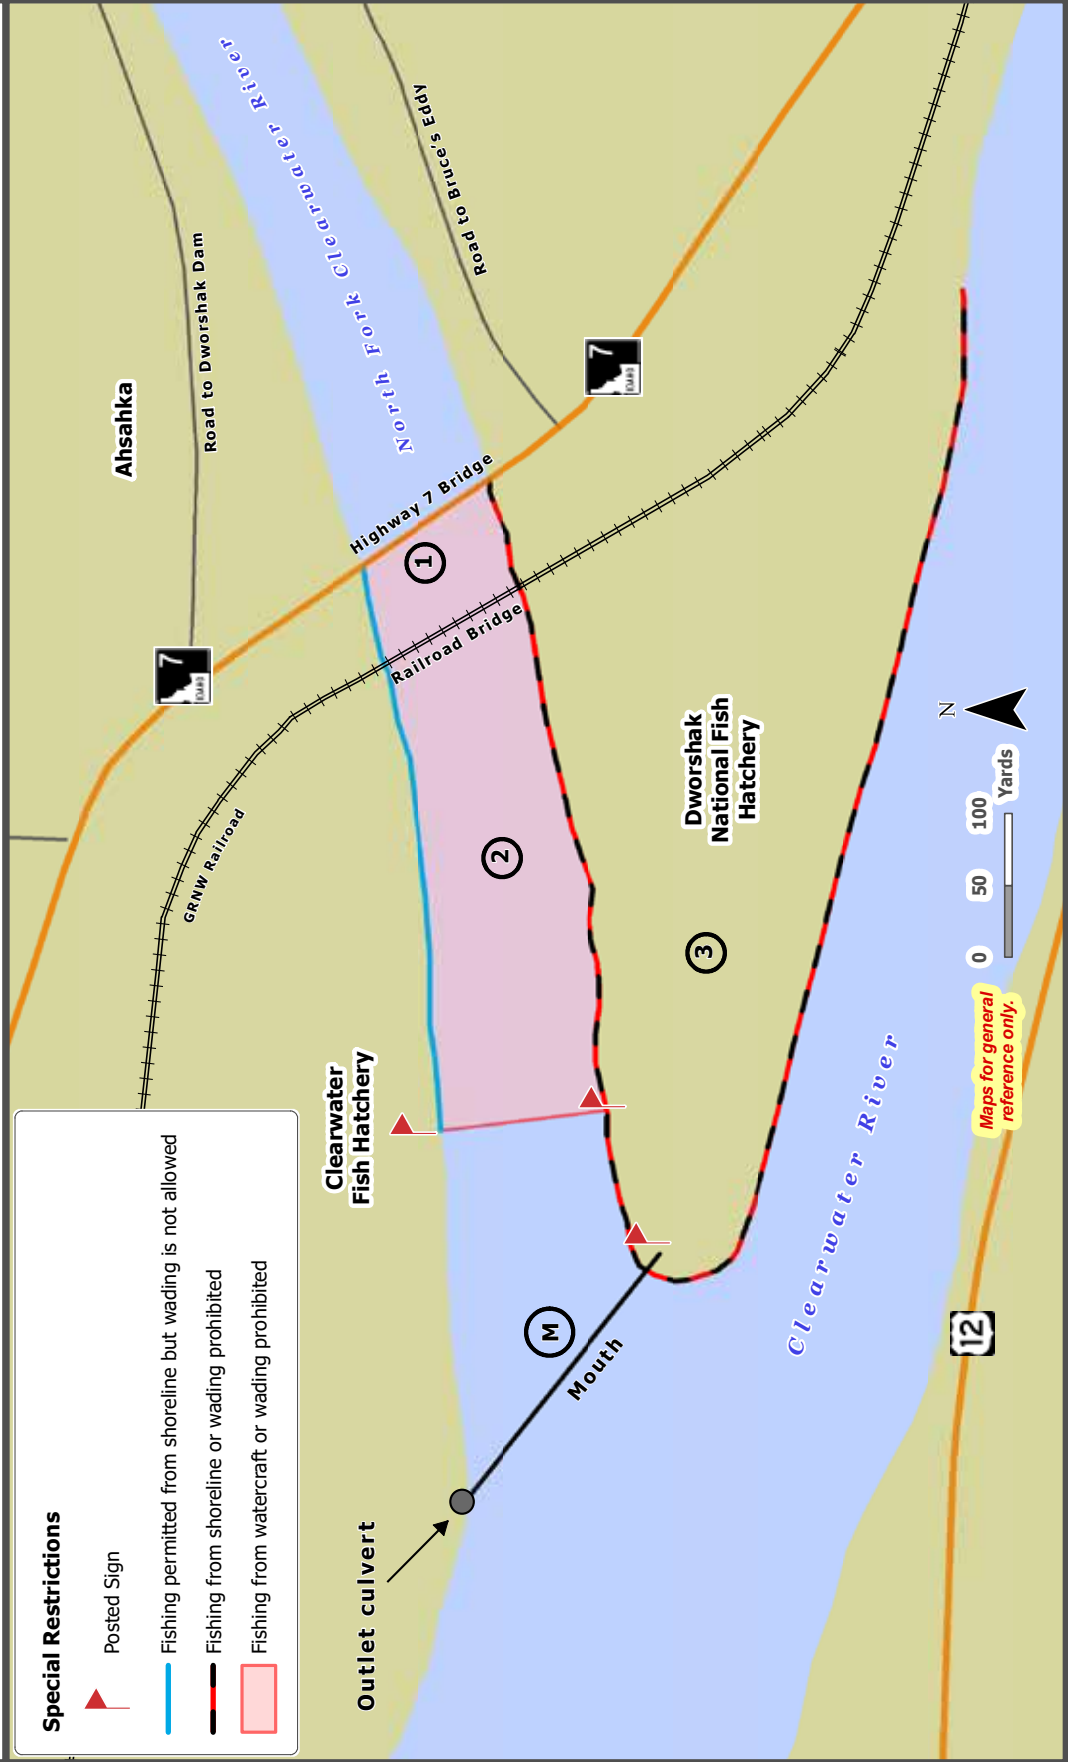 Special Restrictions
Posted Sign
Fishing permitted from shoreline but wading is not allowed
Fishing from shoreline or wading prohibited
Fishing from watercraft or wading prohibited
Outlet culvert
Mouth
M
Clearwater
Fish Hatchery
GRNW Railroad
Ahsahka
Road to Dworshak Dam
7
IDAHO
North Fork Clearwater River
Road to Bruce's Eddy
Highway 7 Bridge
1
Railroad Bridge
2
7
IDAHO
3
Dworshak
National Fish
Hatchery
Clearwater River
12
Maps for general
reference only.
0 50 100
Yards
N